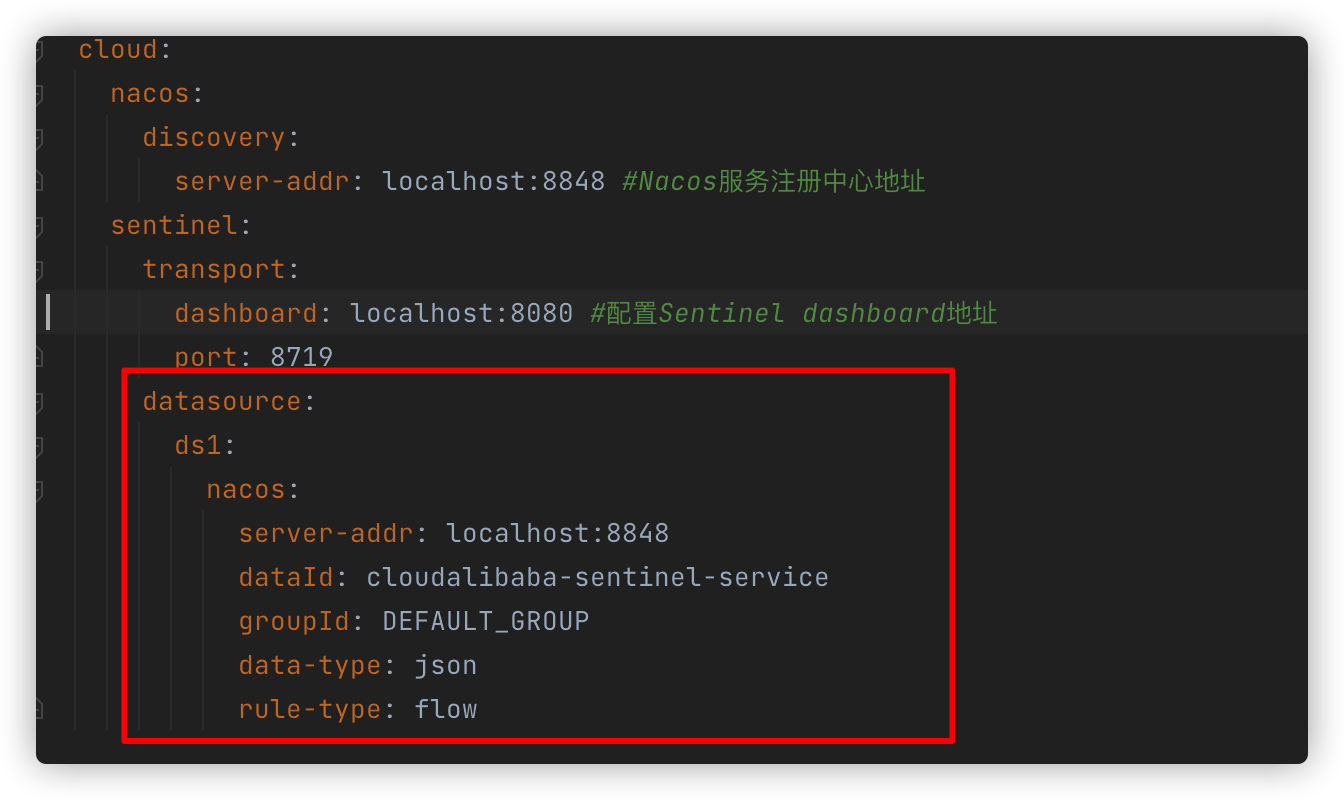 cloud:
nacos:
discovery:
server-addr: localhost:8848 #Nacos服务注册中心地址
sentinel:
transport:
dashboard: localhost:8080 #配置Sentinel dashboard地址
port: 8719
datasource:
ds1:
nacos:
server-addr: localhost:8848
dataId: cloudalibaba-sentinel-service
groupId: DEFAULT_GROUP
data-type: json
rule-type: flow